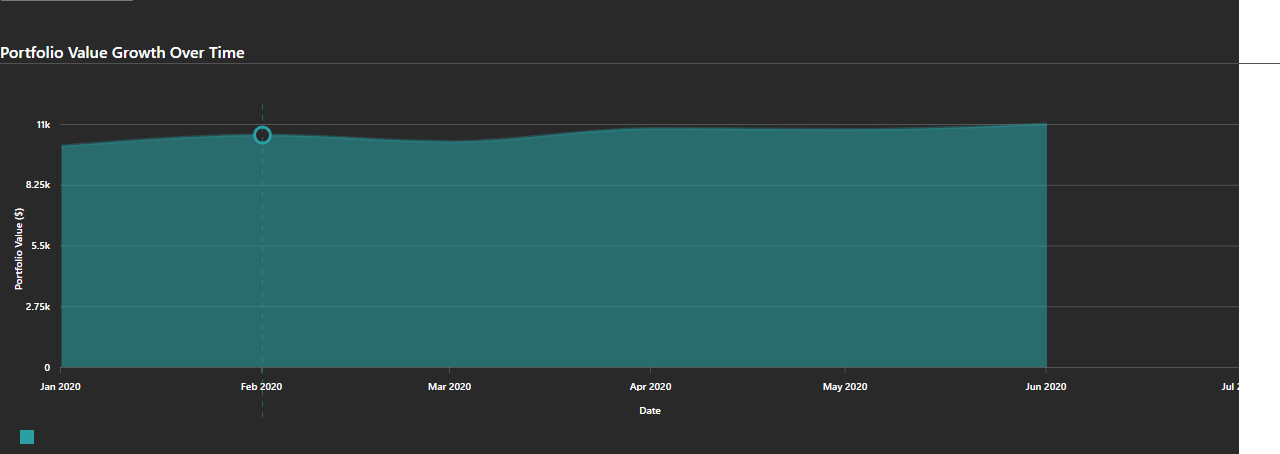 Portfolio Value Growth Over Time
11k
8.25k
5.5k
2.75k
0
Portfolio Value ($)
Jan 2020 Feb 2020 Mar 2020 Apr 2020 May 2020 Jun 2020 Jul
Date